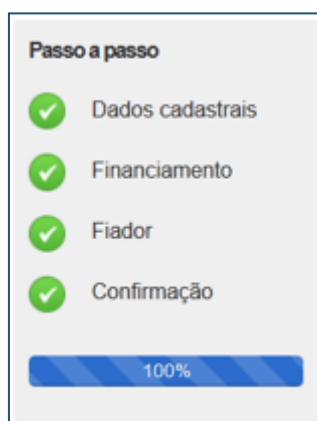 Passo a passo
Dados cadastrais
Financiamento
Fiador
Confirmação
100%